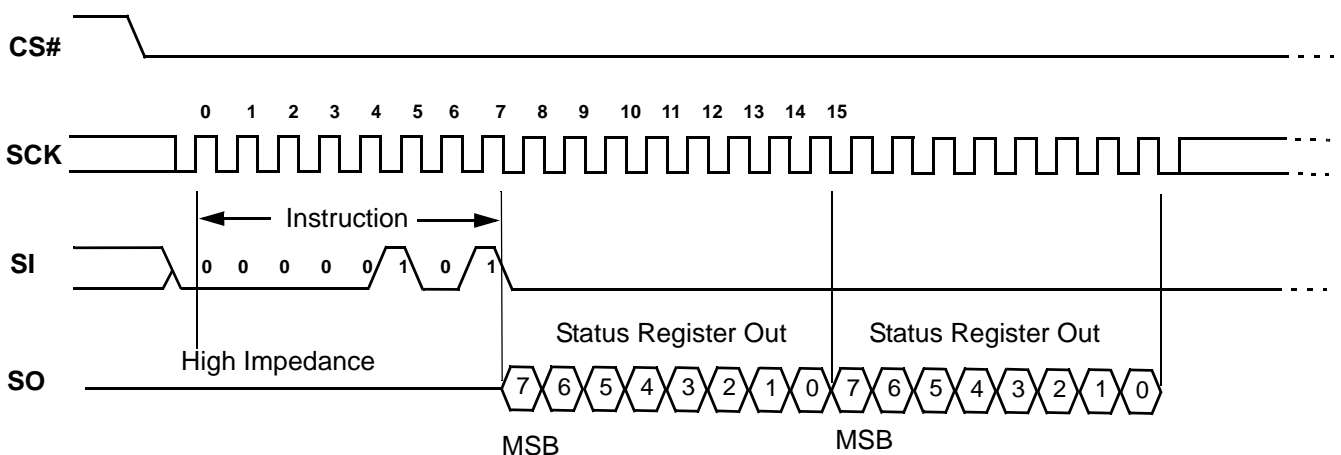 CS#
0 1 2 3 4 5 6 7 8 9 10 11 12 13 14 15
SCK
Instruction
SI
0 0 0 0 0 1 0 1
Status Register Out Status Register Out
High Impedance
SO
7 6 5 4 3 2 1 0 7 6 5 4 3 2 1 0
MSB MSB